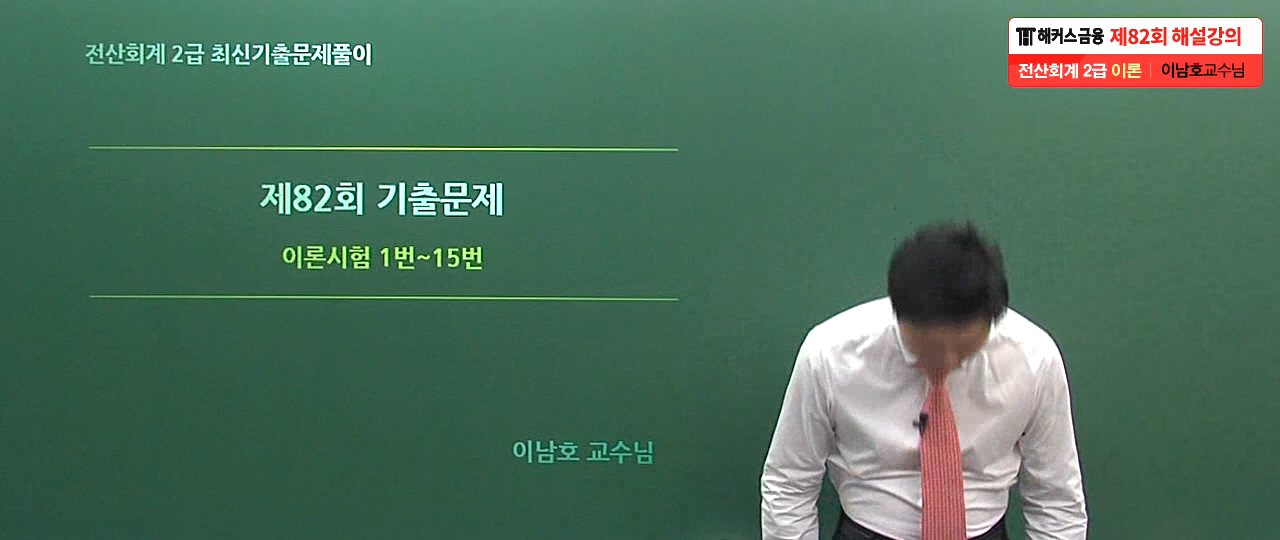 전산회계 2급 최신기출문제풀이
해커스금융 제82회 해설강의
전산회계 2급 이론 이남호교수님
제82회 기출문제
이론시험 1번~15번
이남호 교수님